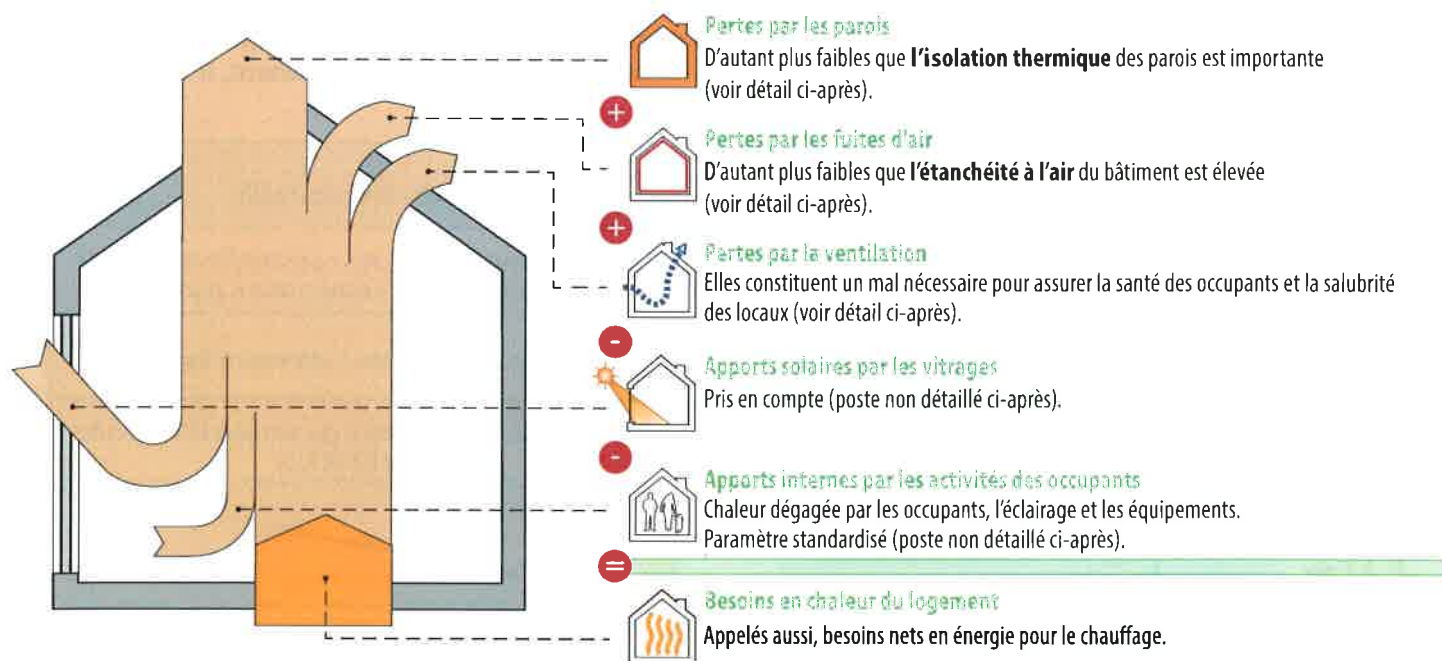 Pertes par les parois
D'autant plus faibles que l'isolation thermique des parois est importante
(voir détail ci-après).
+
Pertes par les fuites d'air
D'autant plus faibles que l'étanchéité à l'air du bâtiment est élevée
(voir détail ci-après).
+
Pertes par la ventilation
Elles constituent un mal nécessaire pour assurer la santé des occupants et la salubrité
des locaux (voir détail ci-après).
-
Apports solaires par les vitrages
Pris en compte (poste non détaillé ci-après).
-
Apports internes par les activités des occupants
Chaleur dégagée par les occupants, l'éclairage et les équipements.
Paramètre standardisé (poste non détaillé ci-après).
=
Besoins en chaleur du logement
Appelés aussi, besoins nets en énergie pour le chauffage.